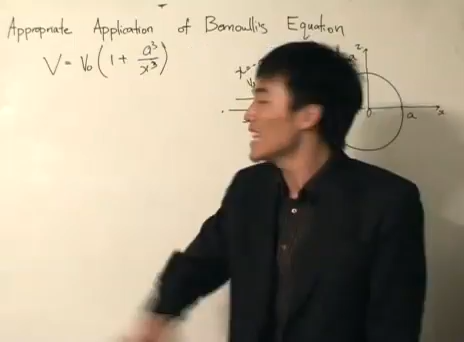 Appropriate Application of Bernoulli's Equation
V = V₀ (1 + a³/x³)
z
0
a
x